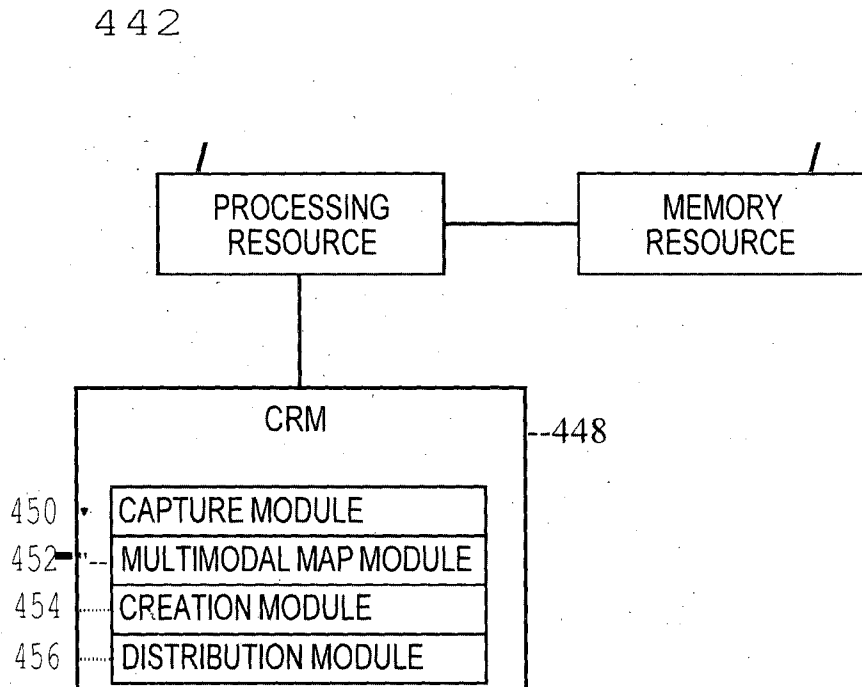 442
PROCESSING
RESOURCE
MEMORY
RESOURCE
CRM
448
450 CAPTURE MODULE
452 MULTIMODAL MAP MODULE
454 CREATION MODULE
456 DISTRIBUTION MODULE